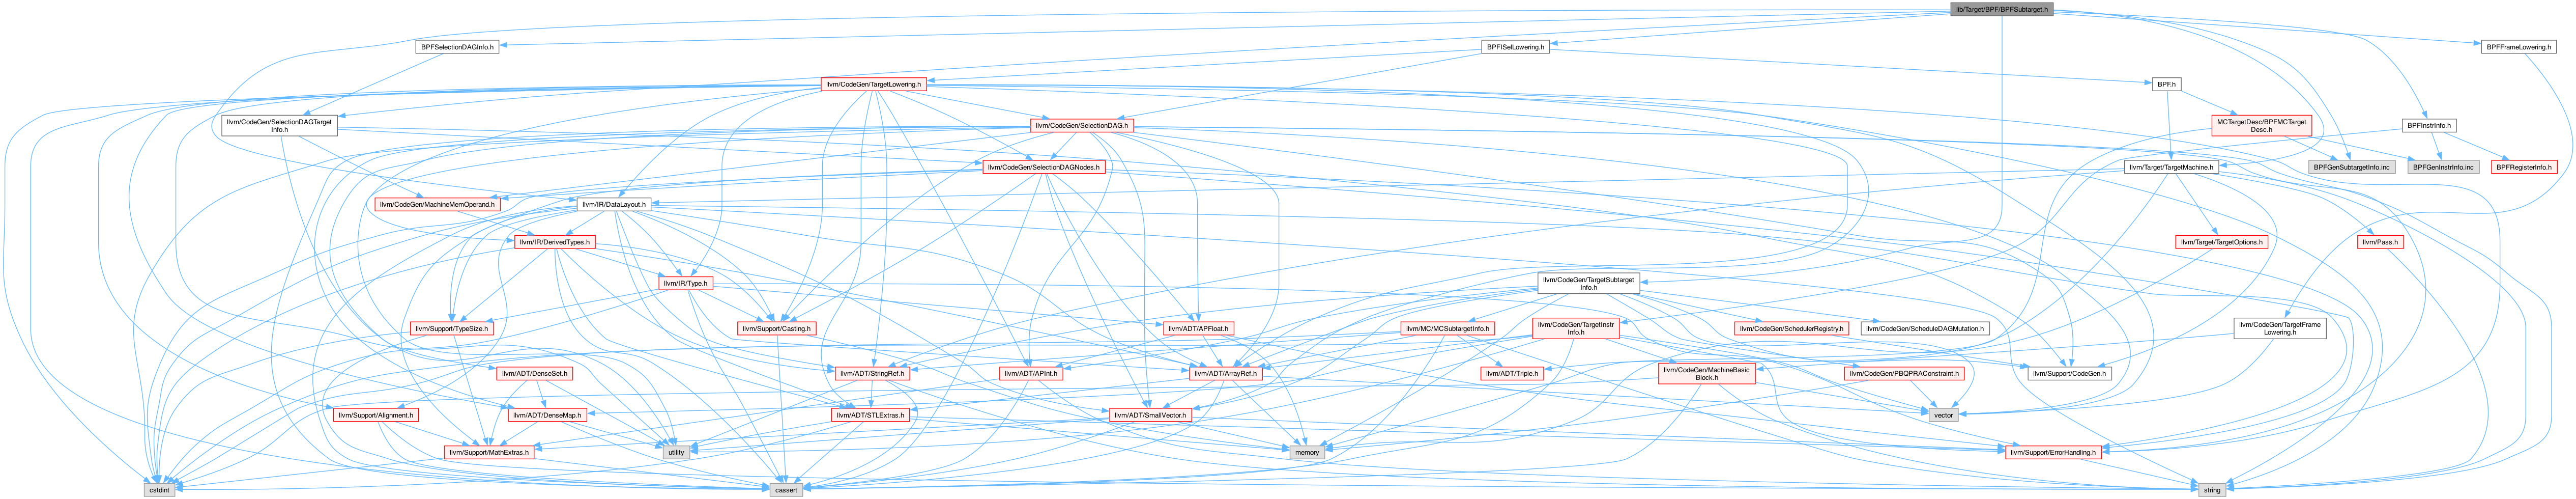 lib/Target/BPF/BPFSubtarget.h
BPFSelectionDAGInfo.h
BPFISelLowering.h
BPFFrameLowering.h
llvm/CodeGen/TargetLowering.h
BPF.h
llvm/CodeGen/SelectionDAGTarget
Info.h
llvm/CodeGen/SelectionDAG.h
MCTargetDesc/BPFMCTarget
Desc.h
BPFInstrInfo.h
llvm/CodeGen/SelectionDAGNodes.h
llvm/Target/TargetMachine.h
BPFGenSubtargetInfo.inc
BPFGenInstrInfo.inc
BPFRegisterInfo.h
llvm/CodeGen/MachineMemOperand.h
llvm/IR/DataLayout.h
llvm/IR/DerivedTypes.h
llvm/Target/TargetOptions.h
llvm/Pass.h
llvm/IR/Type.h
llvm/CodeGen/TargetSubtarget
Info.h
llvm/Support/TypeSize.h
llvm/Support/Casting.h
llvm/ADT/APFloat.h
llvm/MC/MCSubtargetInfo.h
llvm/CodeGen/TargetInstr
Info.h
llvm/CodeGen/SchedulerRegistry.h
llvm/CodeGen/ScheduleDAGMutation.h
llvm/CodeGen/TargetFrame
Lowering.h
llvm/ADT/DenseSet.h
llvm/ADT/StringRef.h
llvm/ADT/APInt.h
llvm/ADT/ArrayRef.h
llvm/ADT/Triple.h
llvm/CodeGen/MachineBasic
Block.h
llvm/CodeGen/PBQPRAConstraint.h
llvm/Support/CodeGen.h
llvm/Support/Alignment.h
llvm/ADT/DenseMap.h
llvm/ADT/STLExtras.h
llvm/ADT/SmallVector.h
vector
llvm/Support/MathExtras.h
utility
memory
llvm/Support/ErrorHandling.h
cstdint
cassert
string